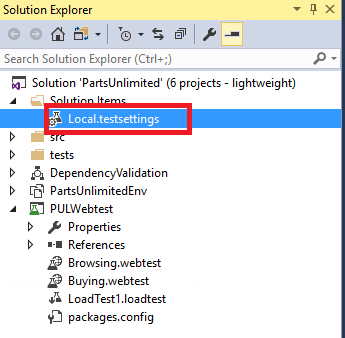 Solution Explorer
Search Solution Explorer (Ctrl+;)
Solution 'PartsUnlimited' (6 projects - lightweight)
Solution Items
Local.testsettings
src
tests
DependencyValidation
PartsUnlimitedEnv
PULWebtest
Properties
References
Browsing.webtest
Buying.webtest
LoadTest1.loadtest
packages.config